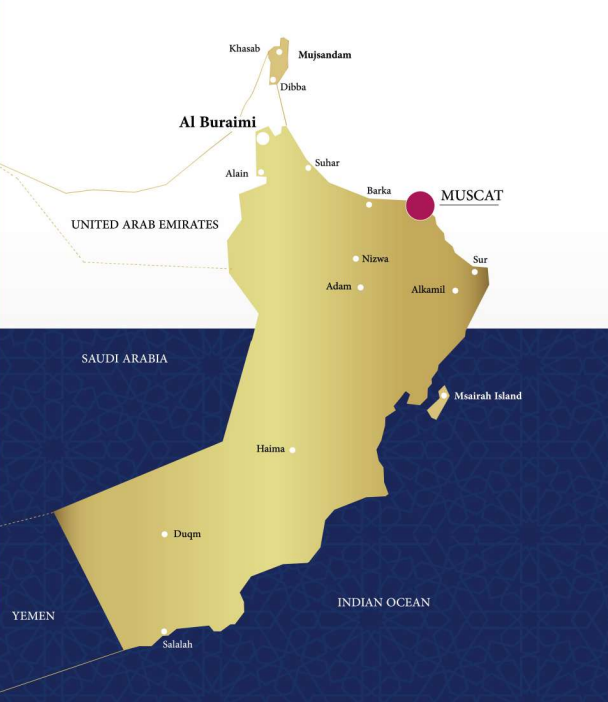 Khasab
Mujsandam
Dibba
Al Buraimi
Suhar
Alain
Barka
MUSCAT
UNITED ARAB EMIRATES
Nizwa
Sur
Adam
Alkamil
SAUDI ARABIA
Msairah Island
Haima
Duqm
INDIAN OCEAN
YEMEN
Salalah